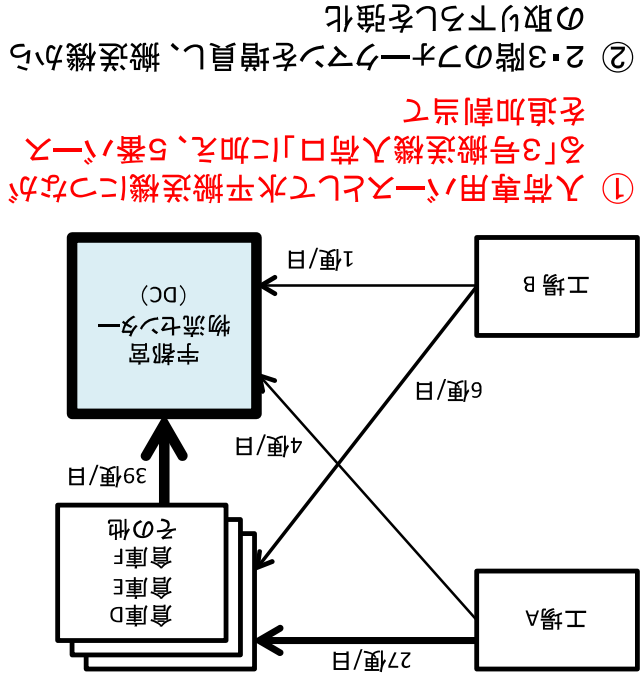 工場A
27便/日
倉庫D
倉庫E
倉庫F
その他
4便/日
39便/日
6便/日
工場 B
1便/日
宇都宮
物流センター
（DC）
① 入荷専用バースとして水平搬送機につなが
る「3号搬送機入荷口」に加え、5番バース
を追加割当て
② 2・3階のフォークマンを増員し、搬送機から
の取り下ろしを強化